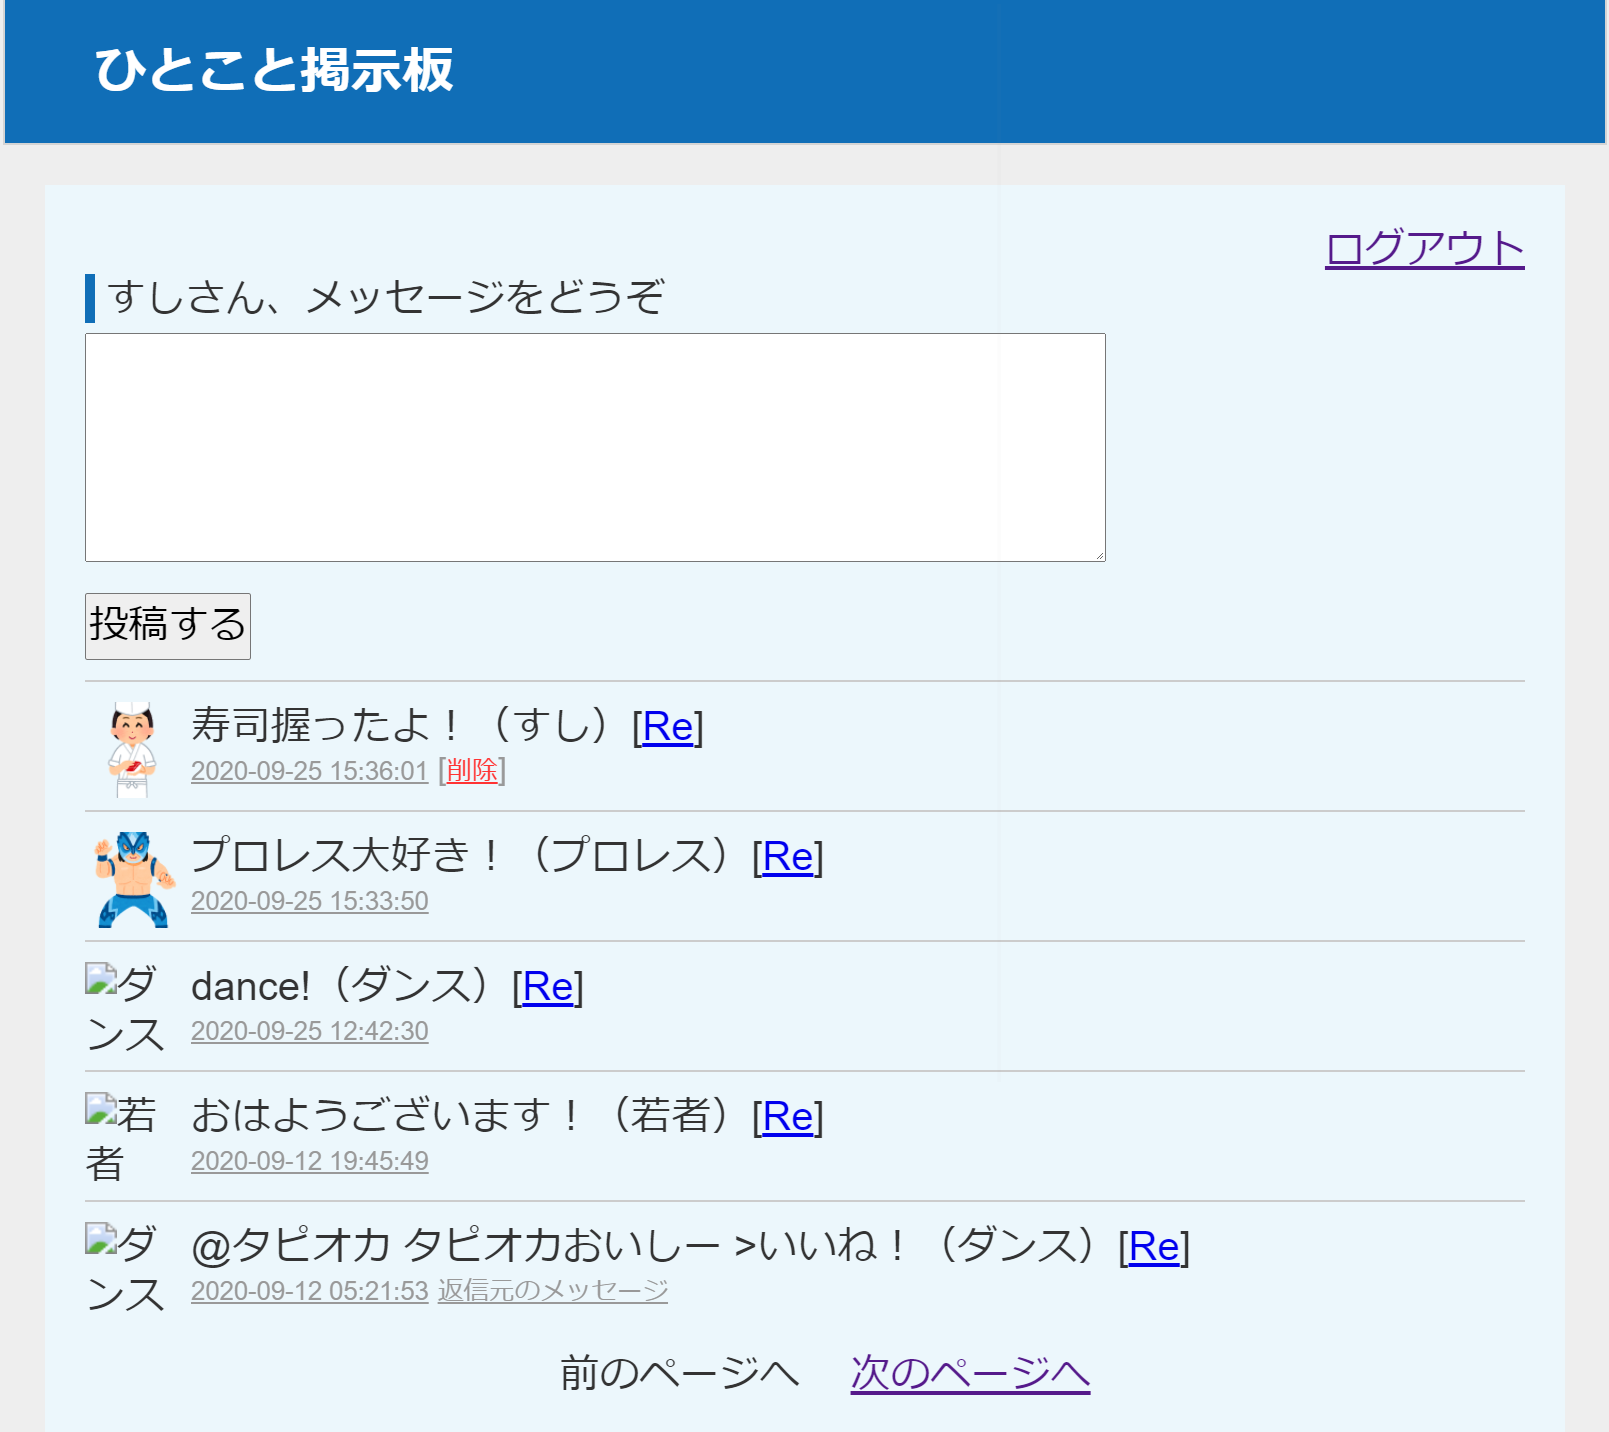 ひとこと掲示板
ログアウト
すしさん、メッセージをどうぞ
投稿する
寿司握ったよ！（すし）[Re]
2020-09-25 15:36:01 [削除]
プロレス大好き！（プロレス）[Re]
2020-09-25 15:33:50
ダ
ンス
dance!（ダンス）[Re]
2020-09-25 12:42:30
若
者
おはようございます！（若者）[Re]
2020-09-12 19:45:49
ダ
ンス
@タピオカ タピオカおいしー >いいね！（ダンス）[Re]
2020-09-12 05:21:53 返信元のメッセージ
前のページへ 次のページへ